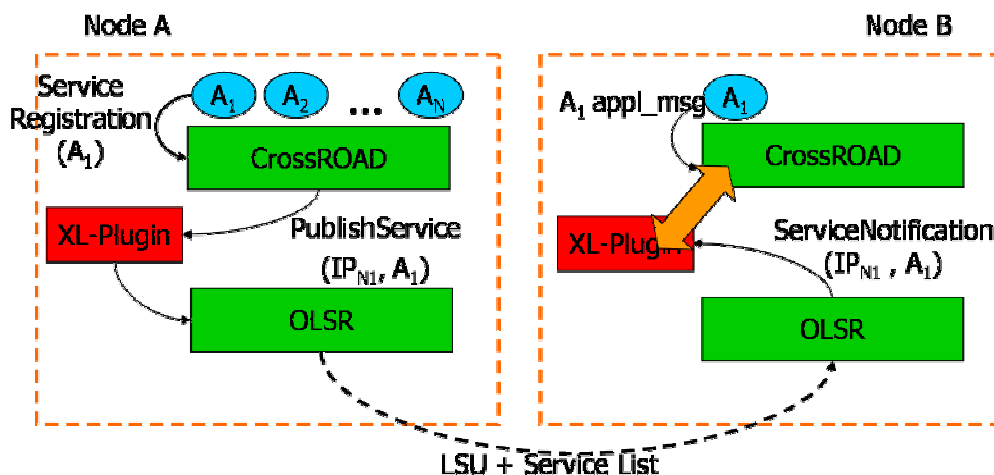 Node A
Node B
Service
Registration
(A1)
A1
A2
...
AN
CrossROAD
XL-Plugin
PublishService
(IPN1, A1)
OLSR
A1 appl_msg
A1
CrossROAD
XL-Plugin
ServiceNotification
(IPN1 , A1)
OLSR
LSU + Service List